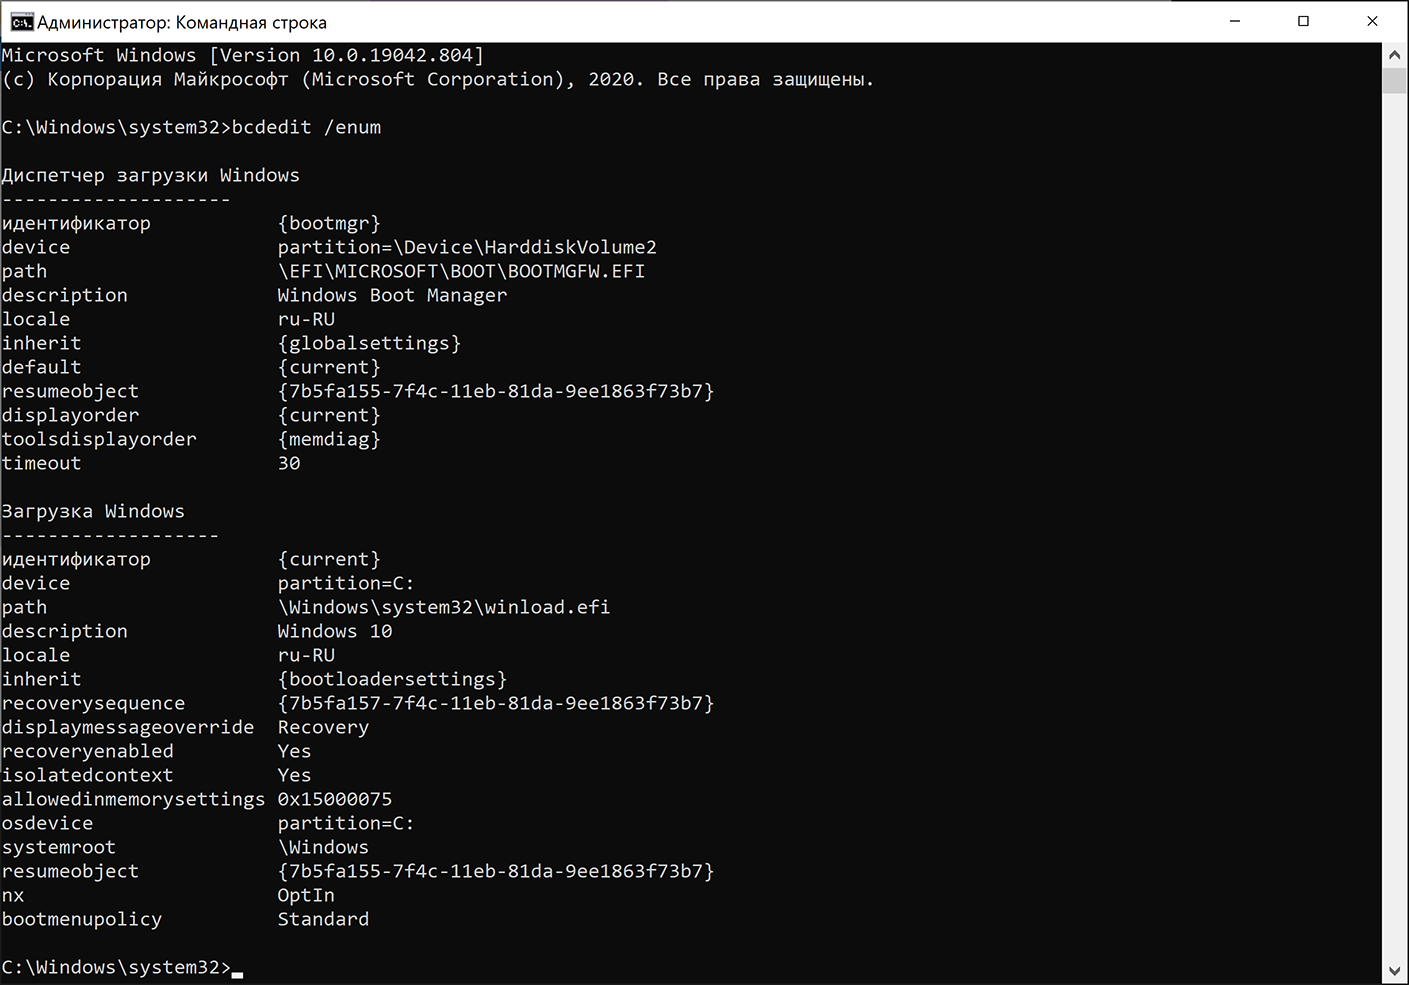 Администратор: Командная строка
Microsoft Windows [Version 10.0.19042.804]
(c) Корпорация Майкрософт (Microsoft Corporation), 2020. Все права защищены.
C:\Windows\system32>bcdedit /enum
Диспетчер загрузки Windows
--------------------
идентификатор           {bootmgr}
device                  partition=\Device\HarddiskVolume2
path                    \EFI\MICROSOFT\BOOT\BOOTMGFW.EFI
description             Windows Boot Manager
locale                  ru-RU
inherit                 {globalsettings}
default                 {current}
resumeobject            {7b5fa155-7f4c-11eb-81da-9ee1863f73b7}
displayorder            {current}
toolsdisplayorder       {memdiag}
timeout                 30
Загрузка Windows
-------------------
идентификатор           {current}
device                  partition=C:
path                    \Windows\system32\winload.efi
description             Windows 10
locale                  ru-RU
inherit                 {bootloadersettings}
recoverysequence        {7b5fa157-7f4c-11eb-81da-9ee1863f73b7}
displaymessageoverride  Recovery
recoveryenabled         Yes
isolatedcontext         Yes
allowedinmemorysettings 0x15000075
osdevice                partition=C:
systemroot              \Windows
resumeobject            {7b5fa155-7f4c-11eb-81da-9ee1863f73b7}
nx                      OptIn
bootmenupolicy          Standard
C:\Windows\system32>